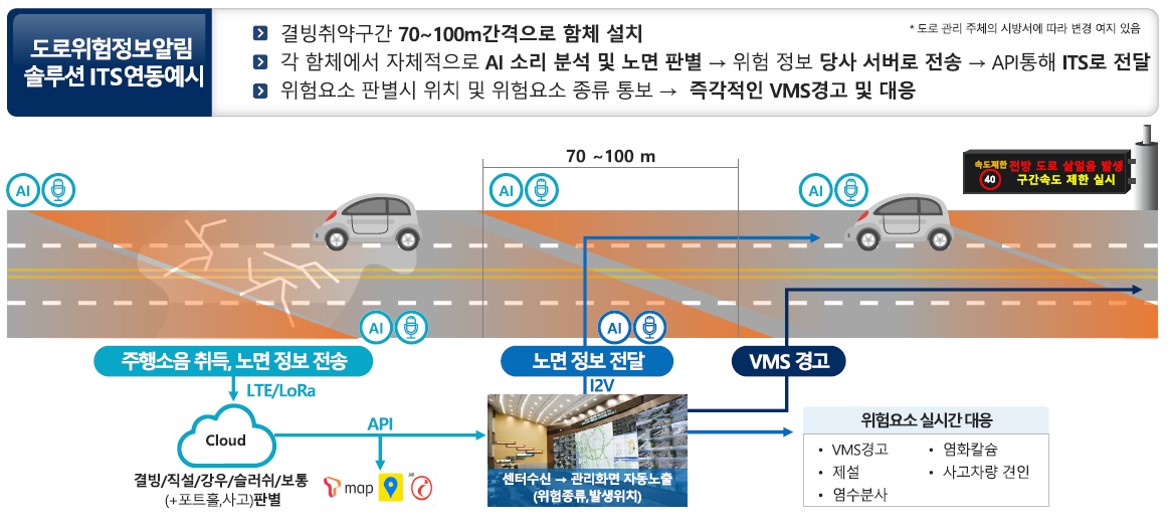 도로위험정보알림
솔루션 ITS연동예시
결빙취약구간 70~100m간격으로 함체 설치
* 도로 관리 주체의 시방서에 따라 변경 여지 있음
각 함체에서 자체적으로 AI 소리 분석 및 노면 판별 → 위험 정보 당사 서버로 전송 → API통해 ITS로 전달
위험요소 판별시 위치 및 위험요소 종류 통보 → 즉각적인 VMS경고 및 대응
70 ~100 m
속도제한 전방 도로 살얼음 발생
40 구간속도 제한 실시
AI
AI
AI
AI
AI
주행소음 취득, 노면 정보 전송
노면 정보 전달
VMS 경고
LTE/LoRa
I2V
Cloud
API
결빙/적설/강우/슬러쉬/보통
(+포트홀,사고)판별
T map
센터수신 → 관리화면 자동노출
(위험종류,발생위치)
위험요소 실시간 대응
• VMS경고
• 제설
• 염수분사
• 염화칼슘
• 사고차량 견인